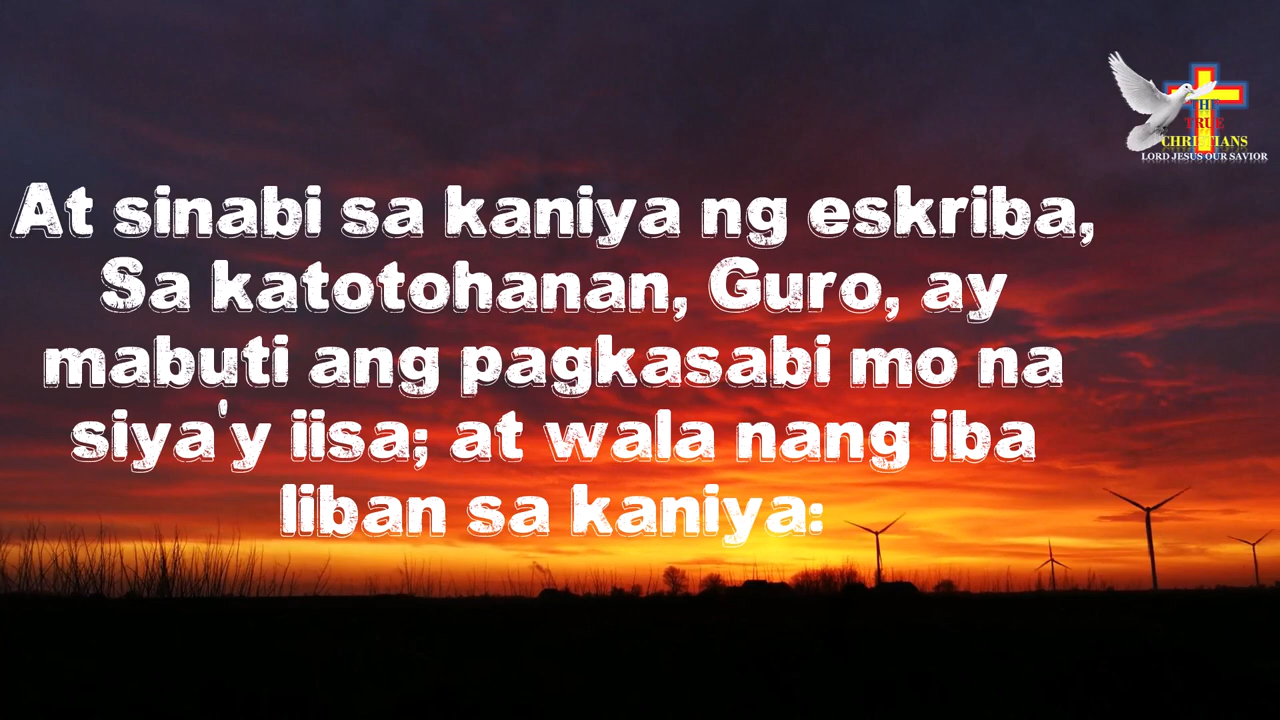 THE
TRUE
CHRISTIANS
LORD JESUS OUR SAVIOR
At sinabi sa kaniya ng eskriba,
Sa katotohanan, Guro, ay
mabuti ang pagkasabi mo na
siya'y iisa; at wala nang iba
liban sa kaniya: